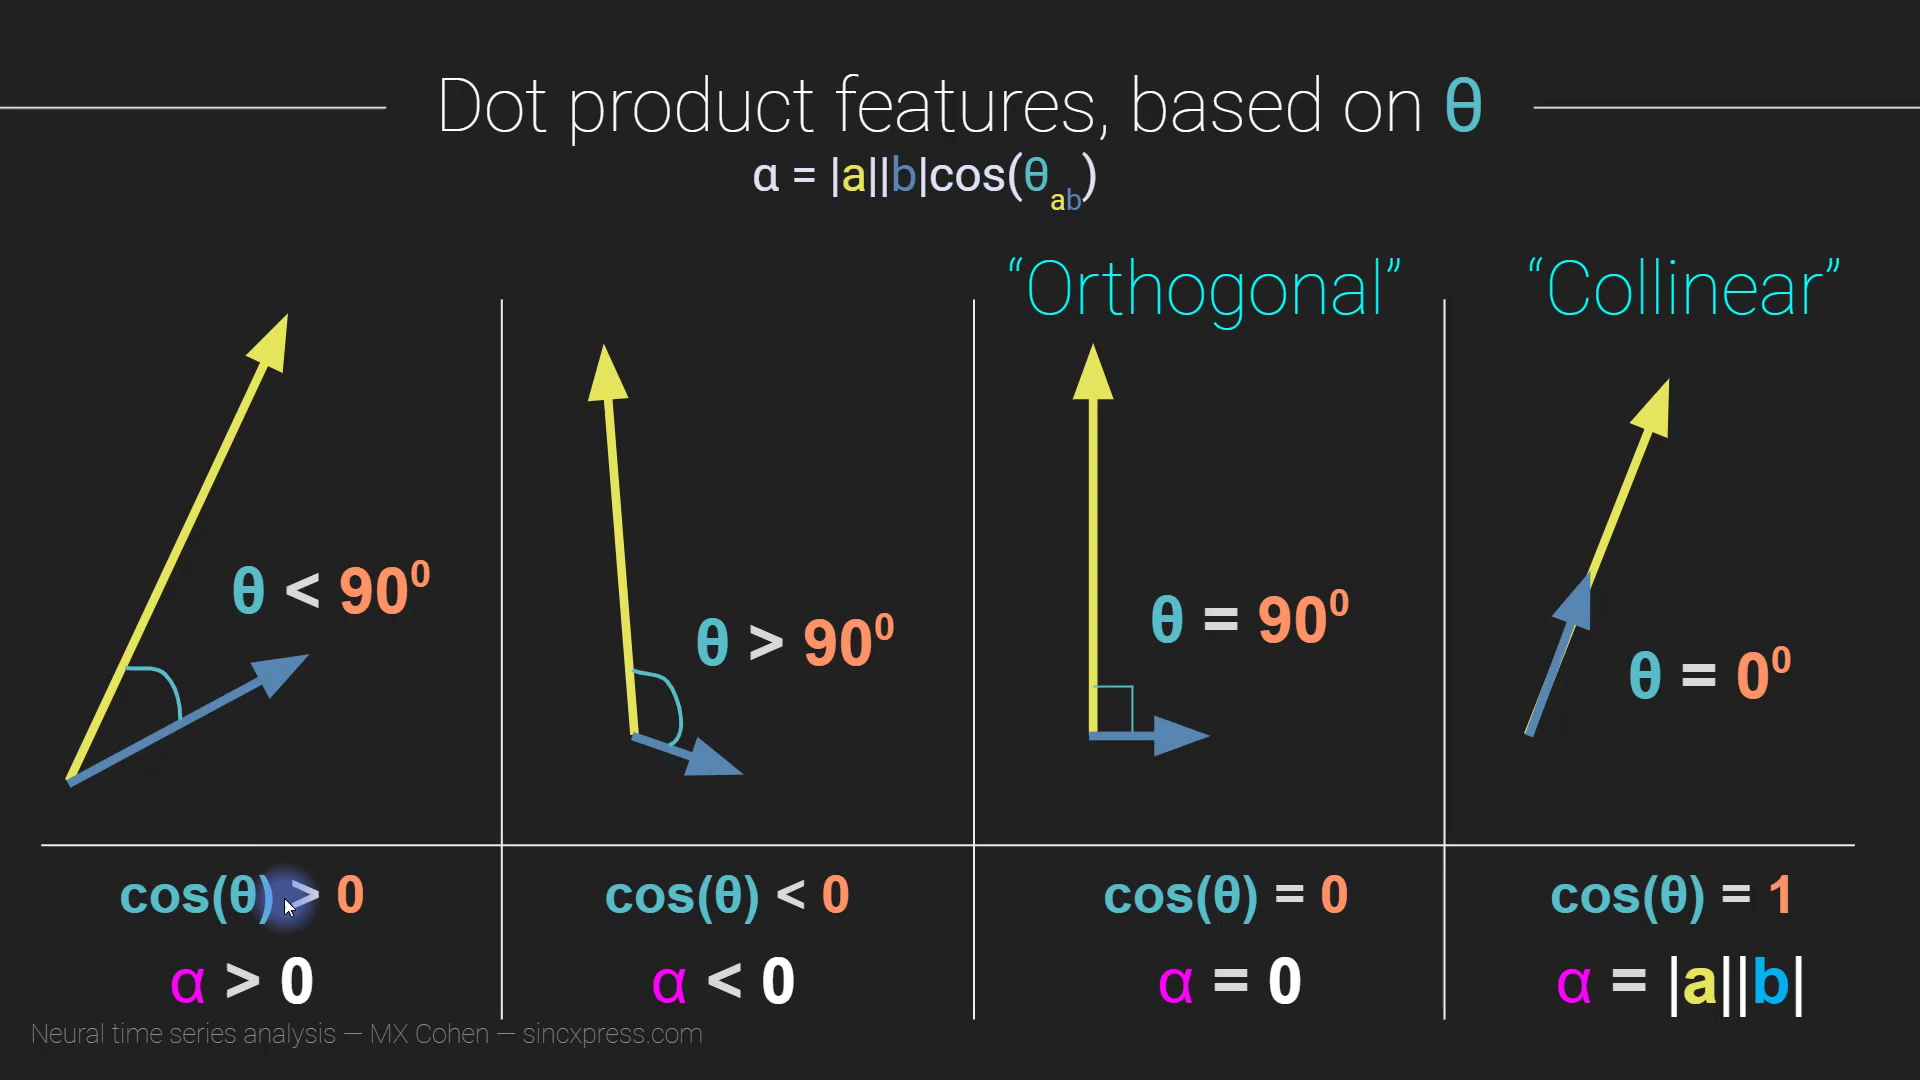 Dot product features, based on θ
α = |a||b|cos(θab)
“Orthogonal”
“Collinear”
θ < 90⁰
θ > 90⁰
θ = 90⁰
θ = 0⁰
cos(θ) > 0
α > 0
cos(θ) < 0
α < 0
cos(θ) = 0
α = 0
cos(θ) = 1
α = |a||b|
Neural time series analysis — MX Cohen — sincxpress.com